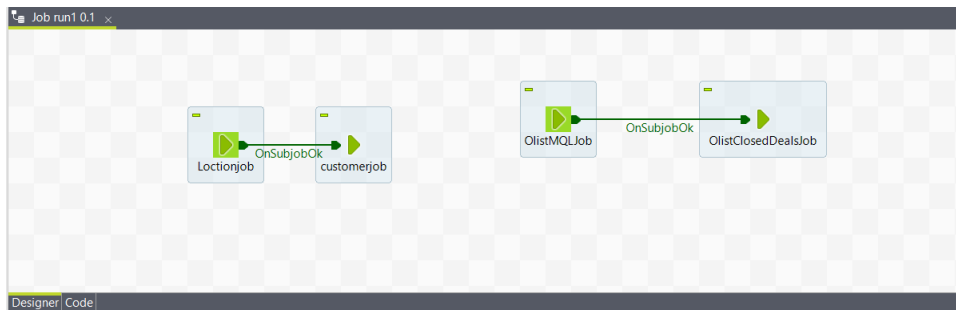 Job run1 0.1
OnSubjobOk
Loctionjob
customerjob
OnSubjobOk
OlistMQLJob
OlistClosedDealsJob
Designer
Code